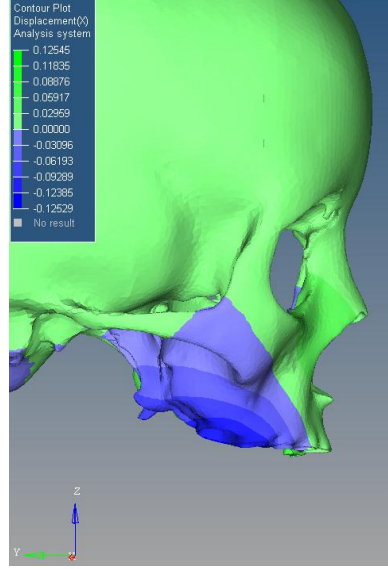 Contour Plot
Displacement(X)
Analysis system
0.12545
0.11835
0.08876
0.05917
0.02959
0.00000
-0.03096
-0.06193
-0.09289
-0.12385
-0.12529
No result
Z
Y